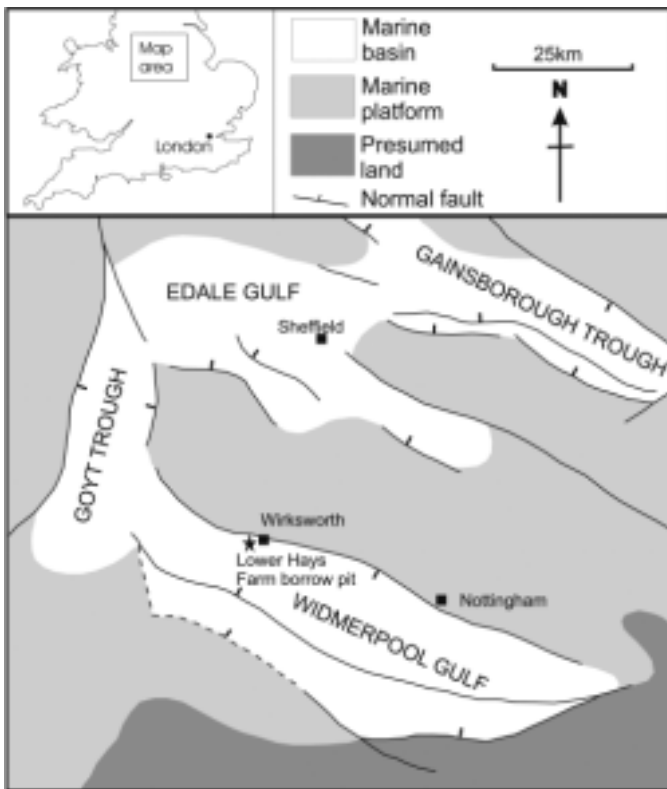 Map
area
London
Marine
basin
Marine
platform
Presumed
land
Normal fault
25km
N
EDALE GULF
GAINSBOROUGH TROUGH
Sheffield
GOYT TROUGH
Wirksworth
Lower Hays
Farm borrow pit
Nottingham
WIDMERPOOL GULF